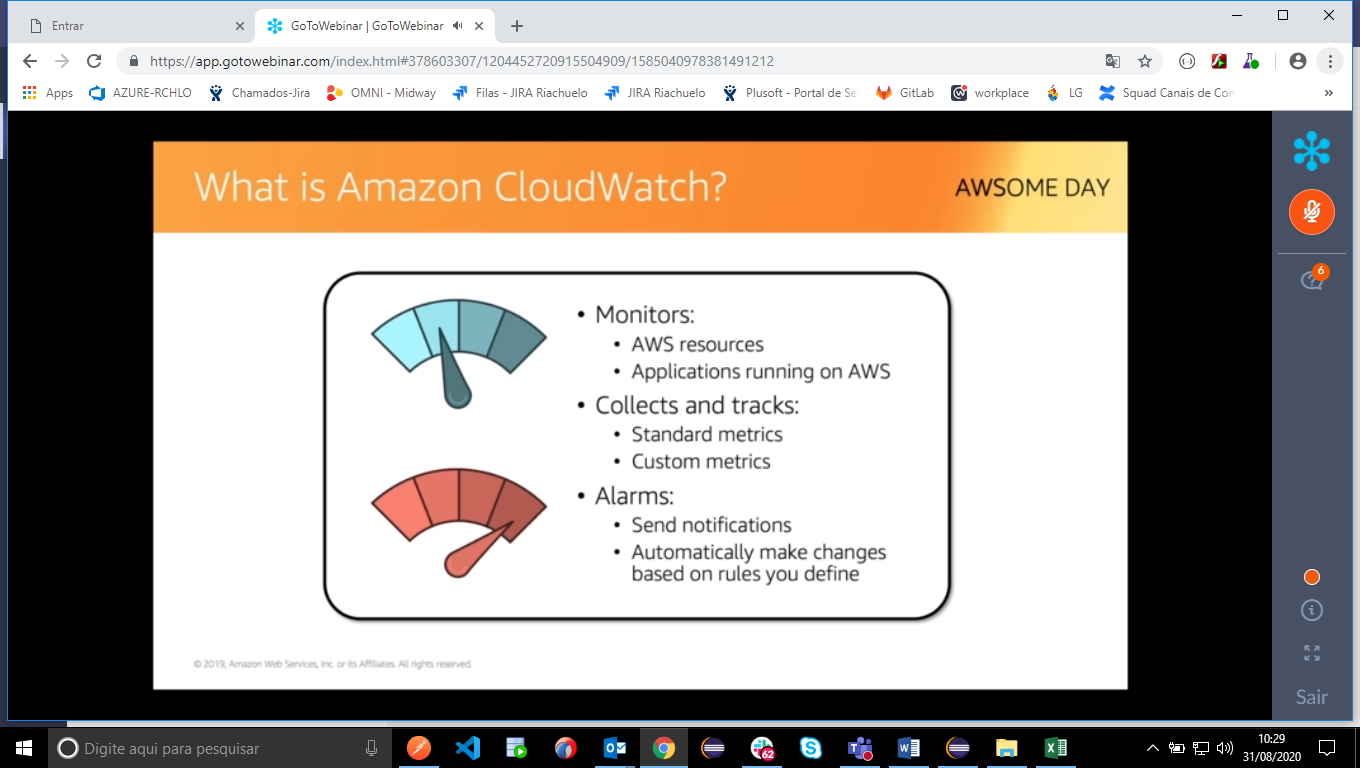 Entrar
GoToWebinar | GoToWebinar
https://app.gotowebinar.com/index.html#378603307/1204452720915504909/1585040978381491212
Apps AZURE-RCHLO Chamados-Jira OMNI - Midway Filas - JIRA Riachuelo JIRA Riachuelo Plusoft - Portal de Se GitLab workplace LG Squad Canais de Con »
What is Amazon CloudWatch?
AWSOME DAY
• Monitors:
• AWS resources
• Applications running on AWS
• Collects and tracks:
• Standard metrics
• Custom metrics
• Alarms:
• Send notifications
• Automatically make changes
based on rules you define
© 2019, Amazon Web Services, Inc. or its Affiliates. All rights reserved.
6
Sair
Digite aqui para pesquisar
62
10:29
31/08/2020